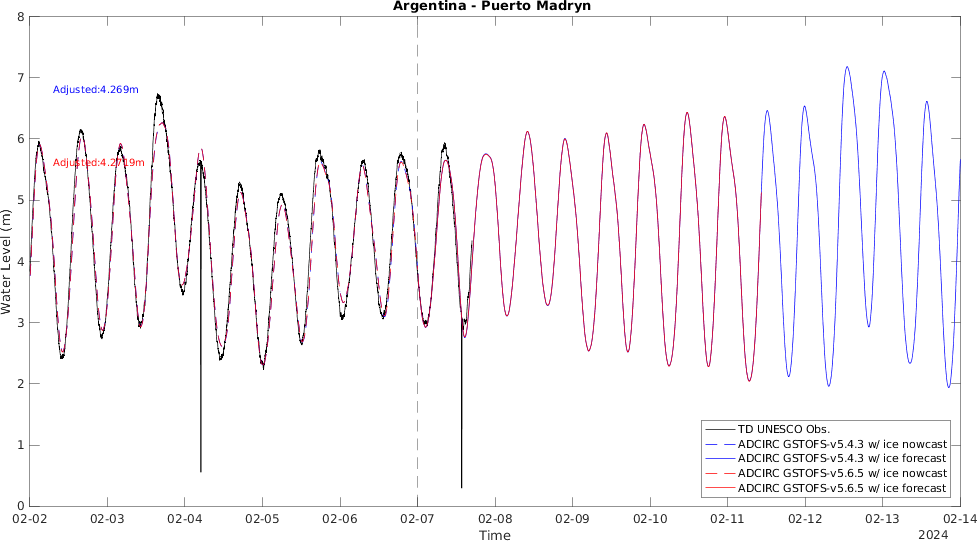 Argentina - Puerto Madryn
8
7
6
5
4
3
2
1
0
Water Level (m)
Adjusted:4.269m
Adjusted:4.2719m
TD UNESCO Obs.
ADCIRC GSTOFS-v5.4.3 w/ ice nowcast
ADCIRC GSTOFS-v5.4.3 w/ ice forecast
ADCIRC GSTOFS-v5.6.5 w/ ice nowcast
ADCIRC GSTOFS-v5.6.5 w/ ice forecast
02-02 02-03 02-04 02-05 02-06 02-07 02-08 02-09 02-10 02-11 02-12 02-13 02-14
Time
2024